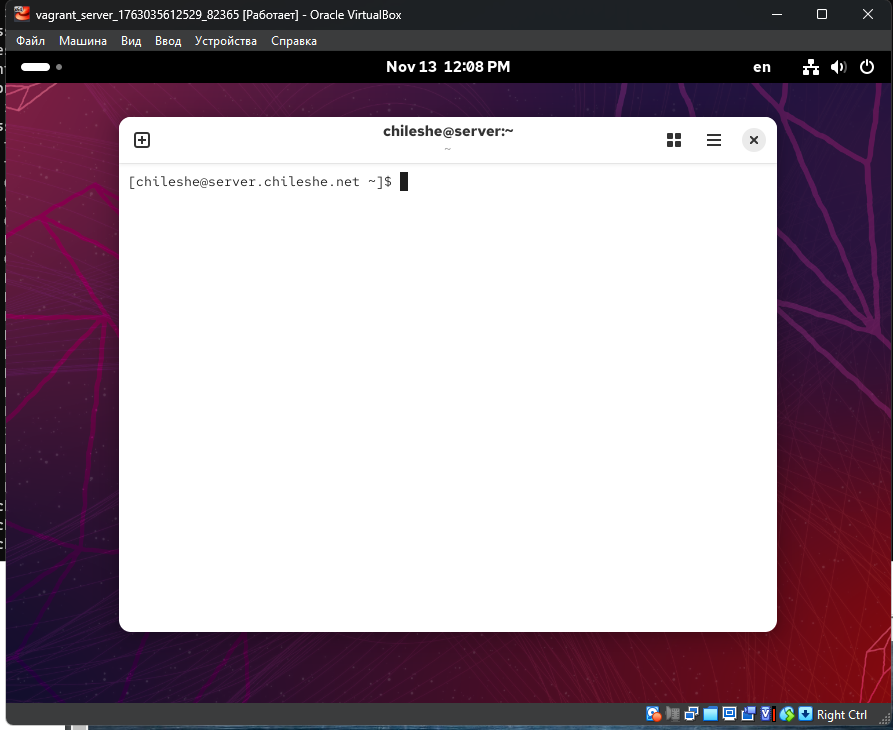 vagrant_server_1763035612529_82365 [Работает] - Oracle VirtualBox
Файл Машина Вид Ввод Устройства Справка
Nov 13 12:08 PM en
chileshe@server:~
~
[chileshe@server.chileshe.net ~]$
Right Ctrl